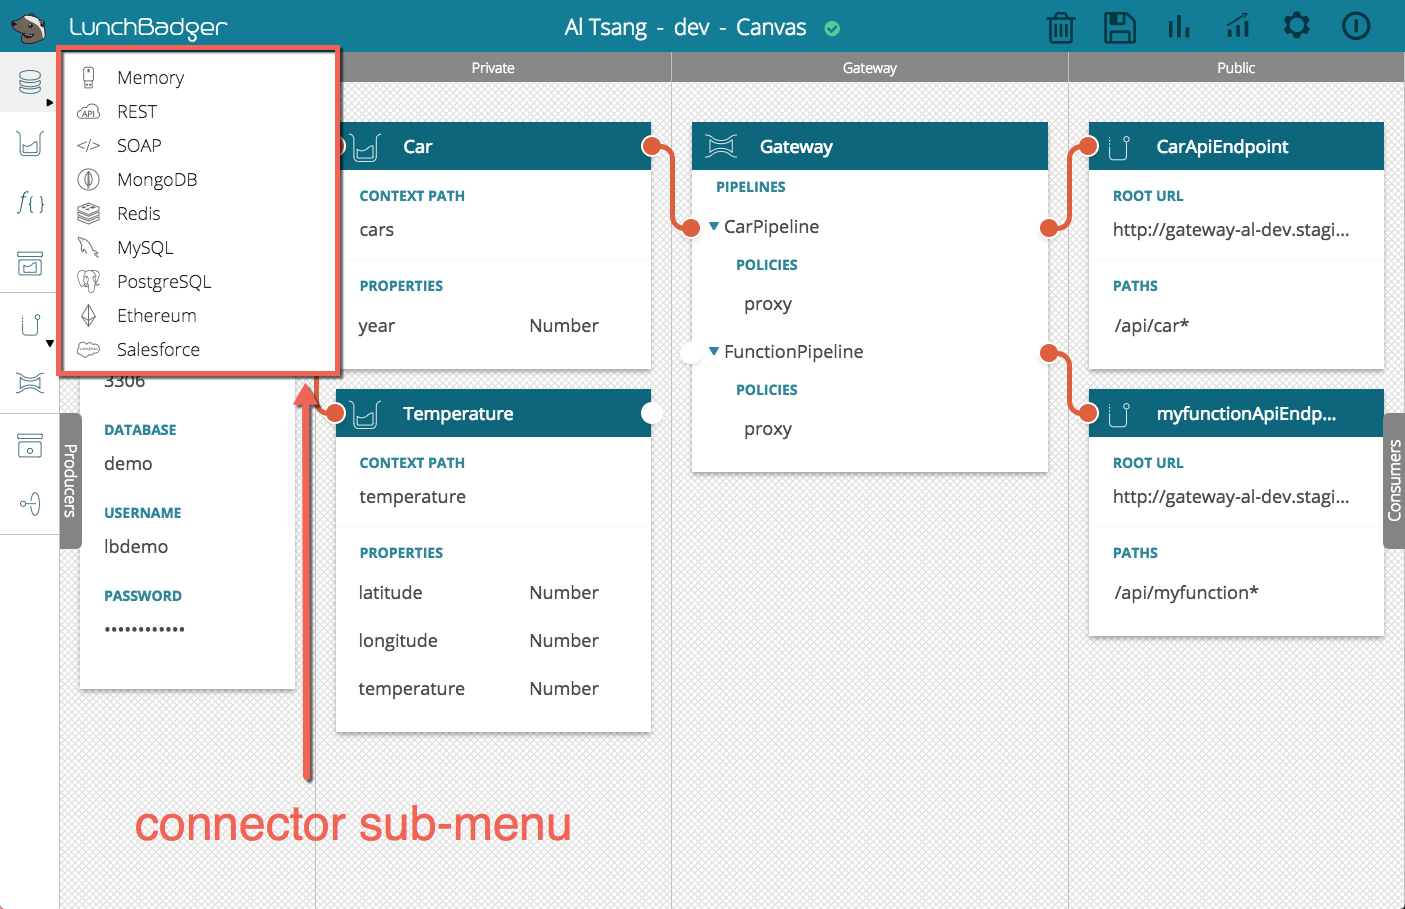 LunchBadger
Al Tsang - dev - Canvas
Private
Gateway
Public
Memory
API REST
</> SOAP
MongoDB
Redis
MySQL
PostgreSQL
Ethereum
Salesforce
f{}
3306
DATABASE
demo
USERNAME
lbdemo
PASSWORD
••••••••••••
Producers
Car
CONTEXT PATH
cars
PROPERTIES
year Number
Temperature
CONTEXT PATH
temperature
PROPERTIES
latitude Number
longitude Number
temperature Number
Gateway
PIPELINES
CarPipeline
POLICIES
proxy
FunctionPipeline
POLICIES
proxy
CarApiEndpoint
ROOT URL
http://gateway-al-dev.stagi...
PATHS
/api/car*
myfunctionApiEndp...
ROOT URL
http://gateway-al-dev.stagi...
PATHS
/api/myfunction*
Consumers
connector sub-menu